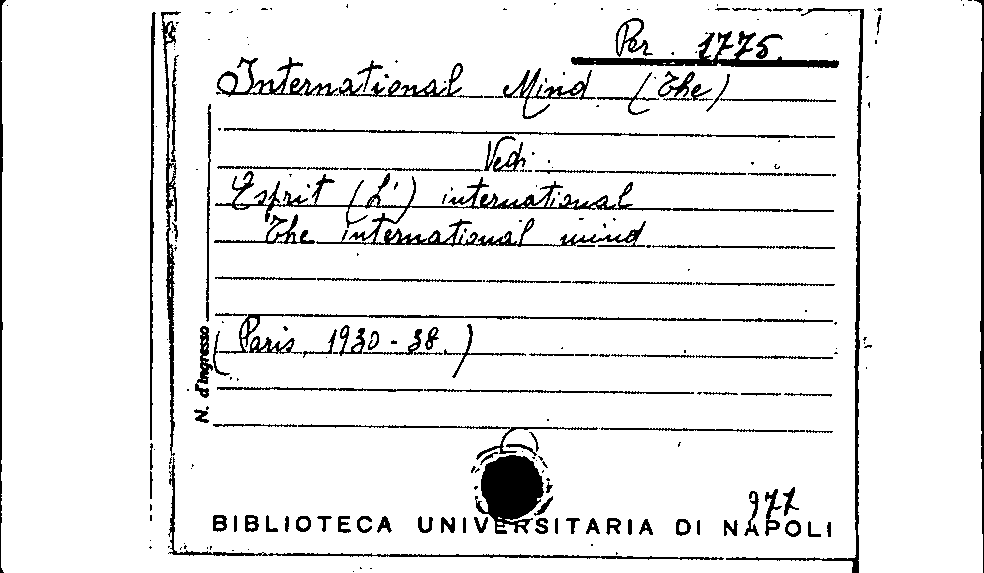 Per. 1775.
International Mind (The)
Vedi:
Esprit (L') international
The international mind
(Paris, 1930-38.)
N. d'ingresso
977
BIBLIOTECA UNIVERSITARIA DI NAPOLI